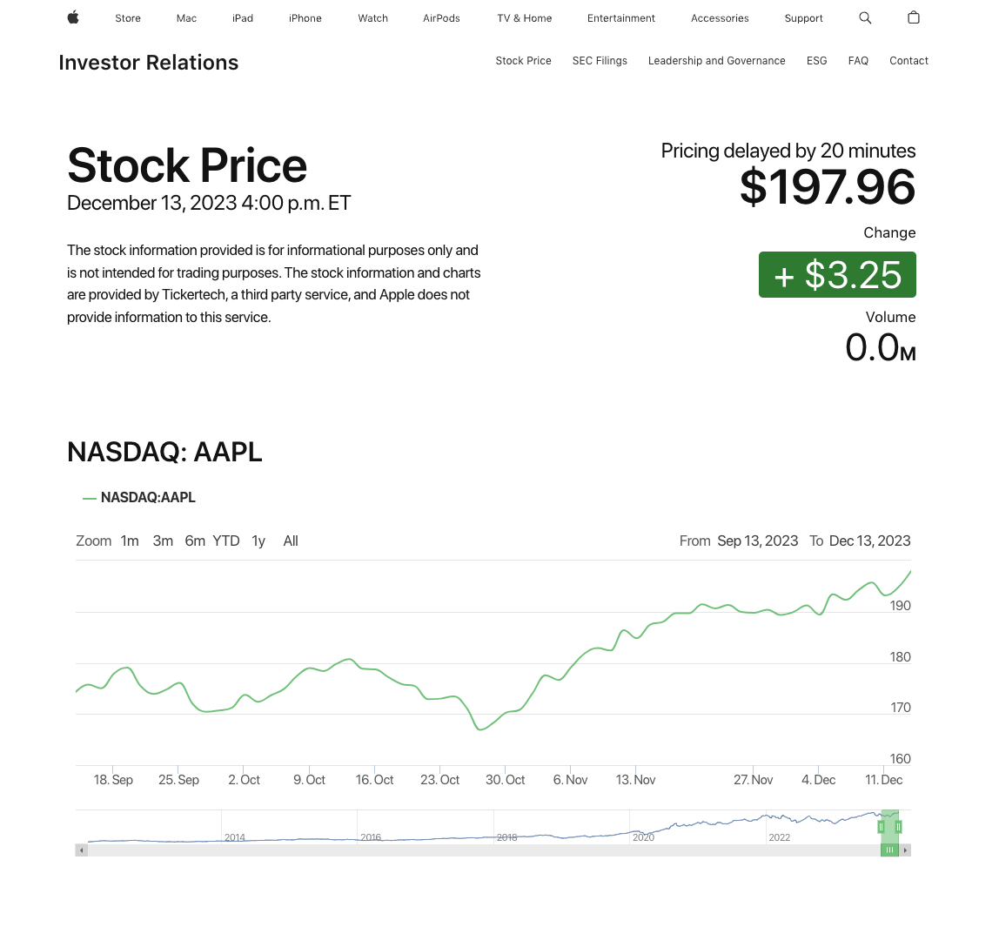 Store Mac iPad iPhone Watch AirPods TV & Home Entertainment Accessories Support
Investor Relations
Stock Price SEC Filings Leadership and Governance ESG FAQ Contact
Stock Price
December 13, 2023 4:00 p.m. ET
The stock information provided is for informational purposes only and
is not intended for trading purposes. The stock information and charts
are provided by Tickertech, a third party service, and Apple does not
provide information to this service.
Pricing delayed by 20 minutes
$197.96
Change
+ $3.25
Volume
0.0M
NASDAQ: AAPL
NASDAQ:AAPL
Zoom 1m 3m 6m YTD 1y All
From Sep 13, 2023 To Dec 13, 2023
190
180
170
160
18. Sep 25. Sep 2. Oct 9. Oct 16. Oct 23. Oct 30. Oct 6. Nov 13. Nov 27. Nov 4. Dec 11. Dec
2014 2016 2018 2020 2022